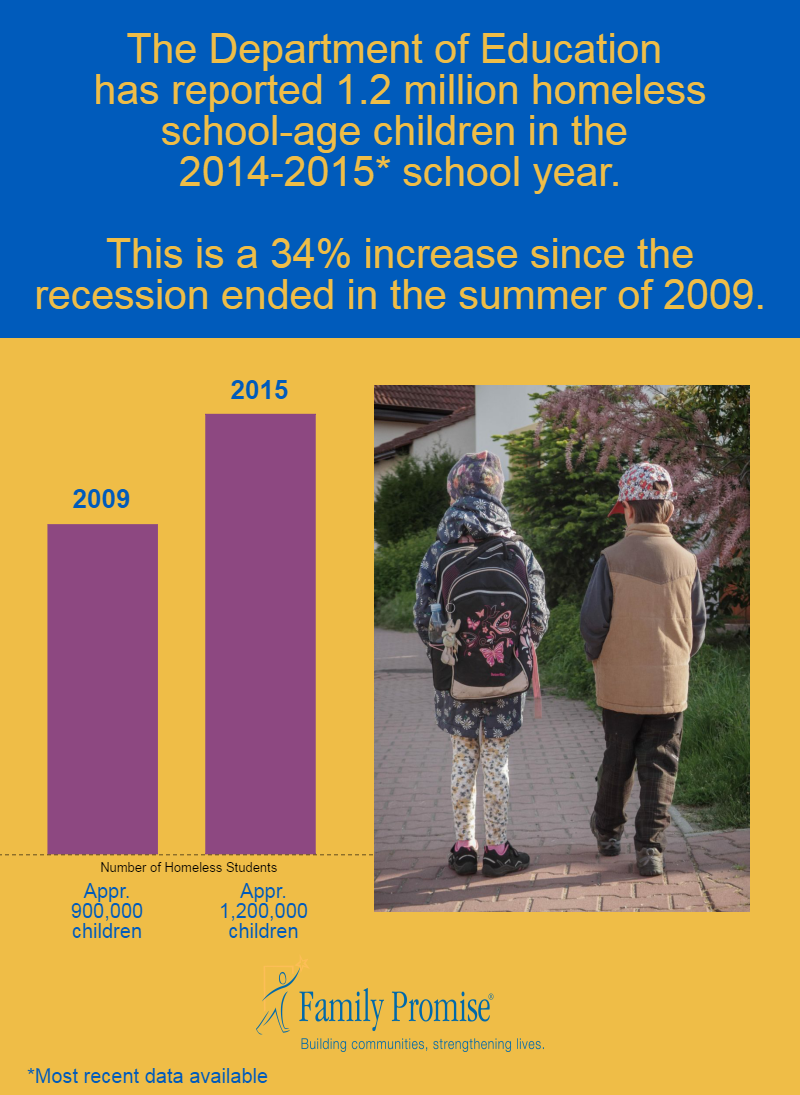 The Department of Education
has reported 1.2 million homeless
school-age children in the
2014-2015* school year.
This is a 34% increase since the
recession ended in the summer of 2009.
2015
2009
Number of Homeless Students
Appr.
900,000
children
Appr.
1,200,000
children
Family Promise®
Building communities, strengthening lives.
*Most recent data available